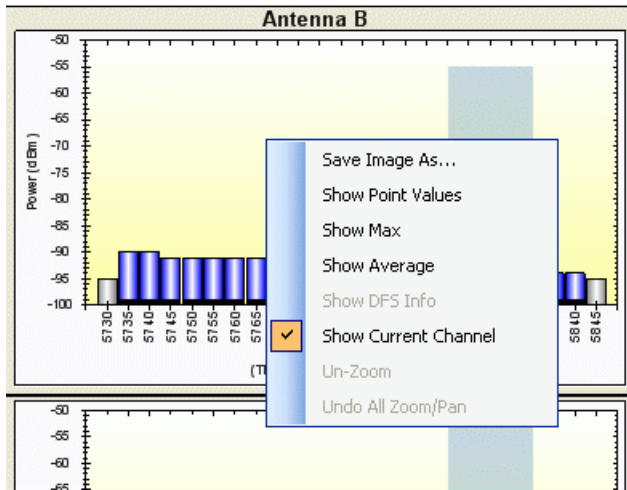 Antenna B
-50
-55
-60
-65
-70
-75
-80
-85
-90
-95
-100
Power (dBm)
5730
5735
5740
5745
5750
5755
5760
5765
5840
5845
Save Image As...
Show Point Values
Show Max
Show Average
Show DFS Info
Show Current Channel
Un-Zoom
Undo All Zoom/Pan
-50
-55
-60
-65